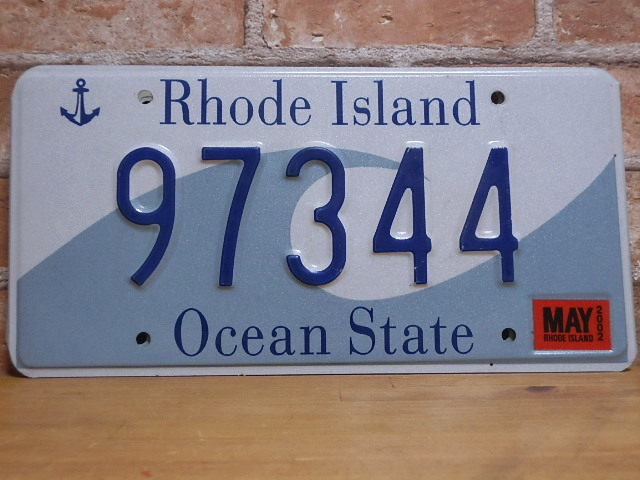 Rhode Island
97344
Ocean State
MAY 2002
RHODE ISLAND